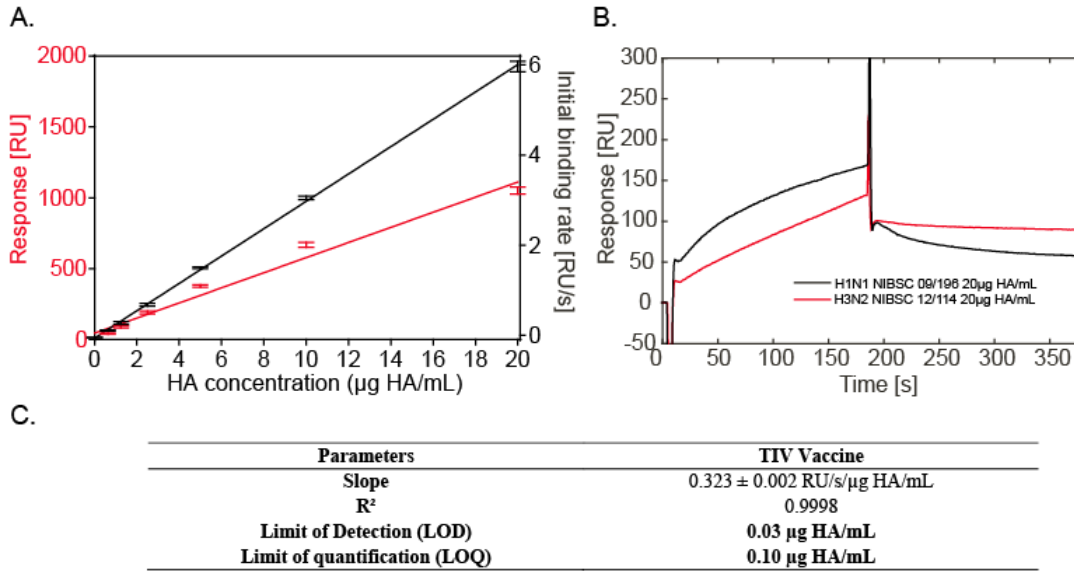 A.
2000
1500
1000
500
0
Response [RU]
0 2 4 6 8 10 12 14 16 18 20
HA concentration (µg HA/mL)
6
4
2
0
Initial binding rate [RU/s]
B.
300
250
200
150
100
50
0
-50
Response [RU]
H1N1 NIBSC 09/196 20µg HA/mL
H3N2 NIBSC 12/114 20µg HA/mL
0 50 100 150 200 250 300 350
Time [s]
C.
Parameters TIV Vaccine
Slope 0.323 ± 0.002 RU/s/µg HA/mL
R² 0.9998
Limit of Detection (LOD) 0.03 µg HA/mL
Limit of quantification (LOQ) 0.10 µg HA/mL